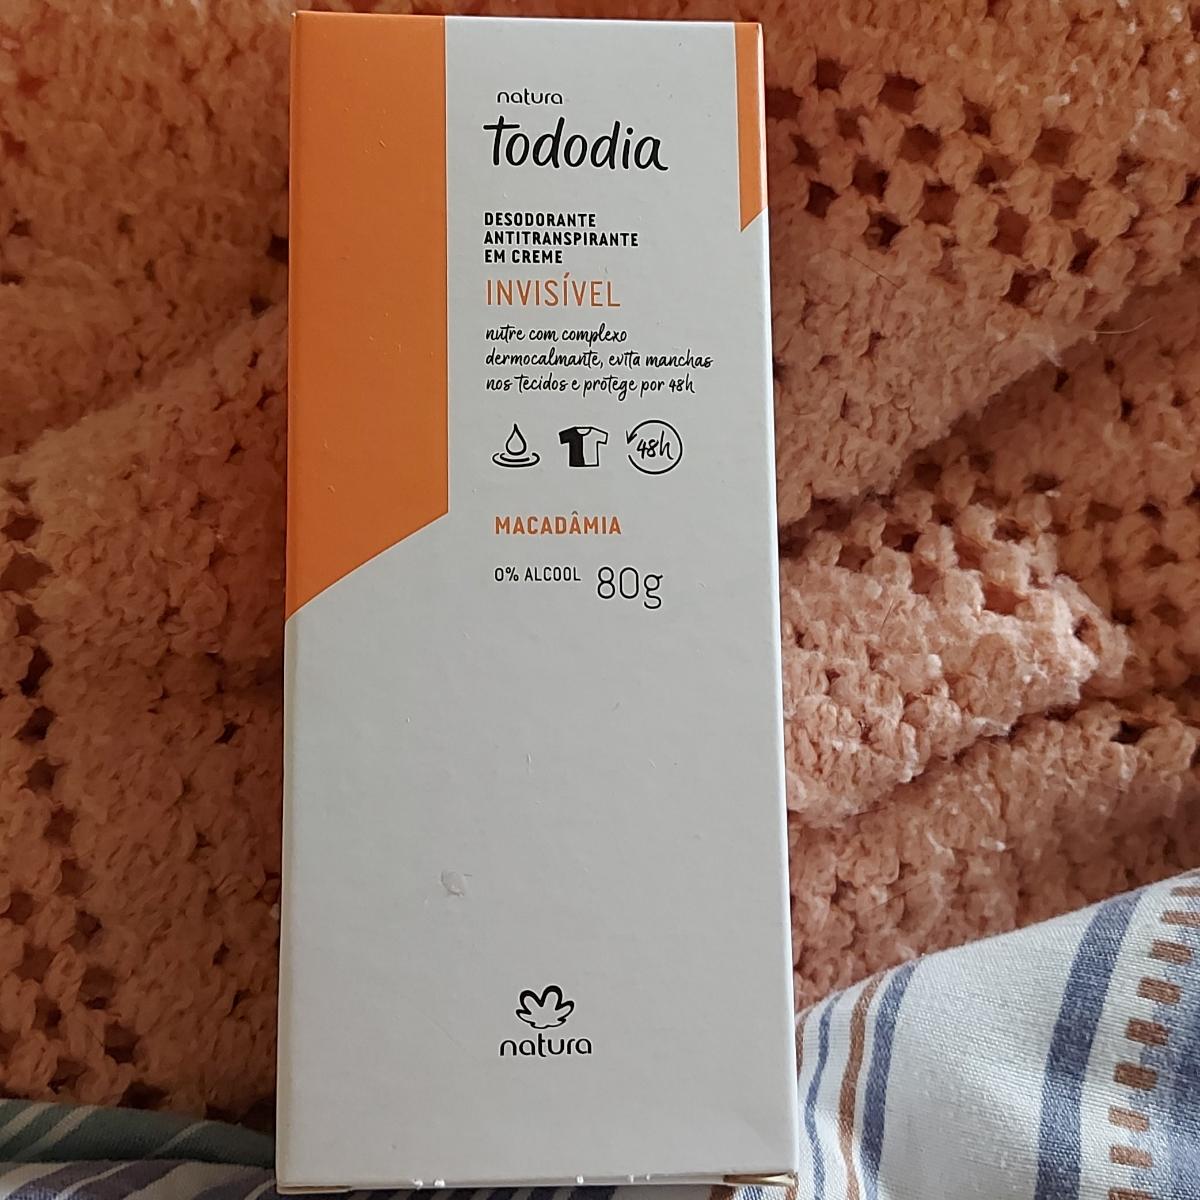 natura
Tododia
DESODORANTE
ANTITRANSPIRANTE
EM CREME
INVISÍVEL
nutre com complexo
dermocalmante, evita manchas
nos tecidos e protege por 48h
48h
MACADÂMIA
0% ALCOOL 80g
natura